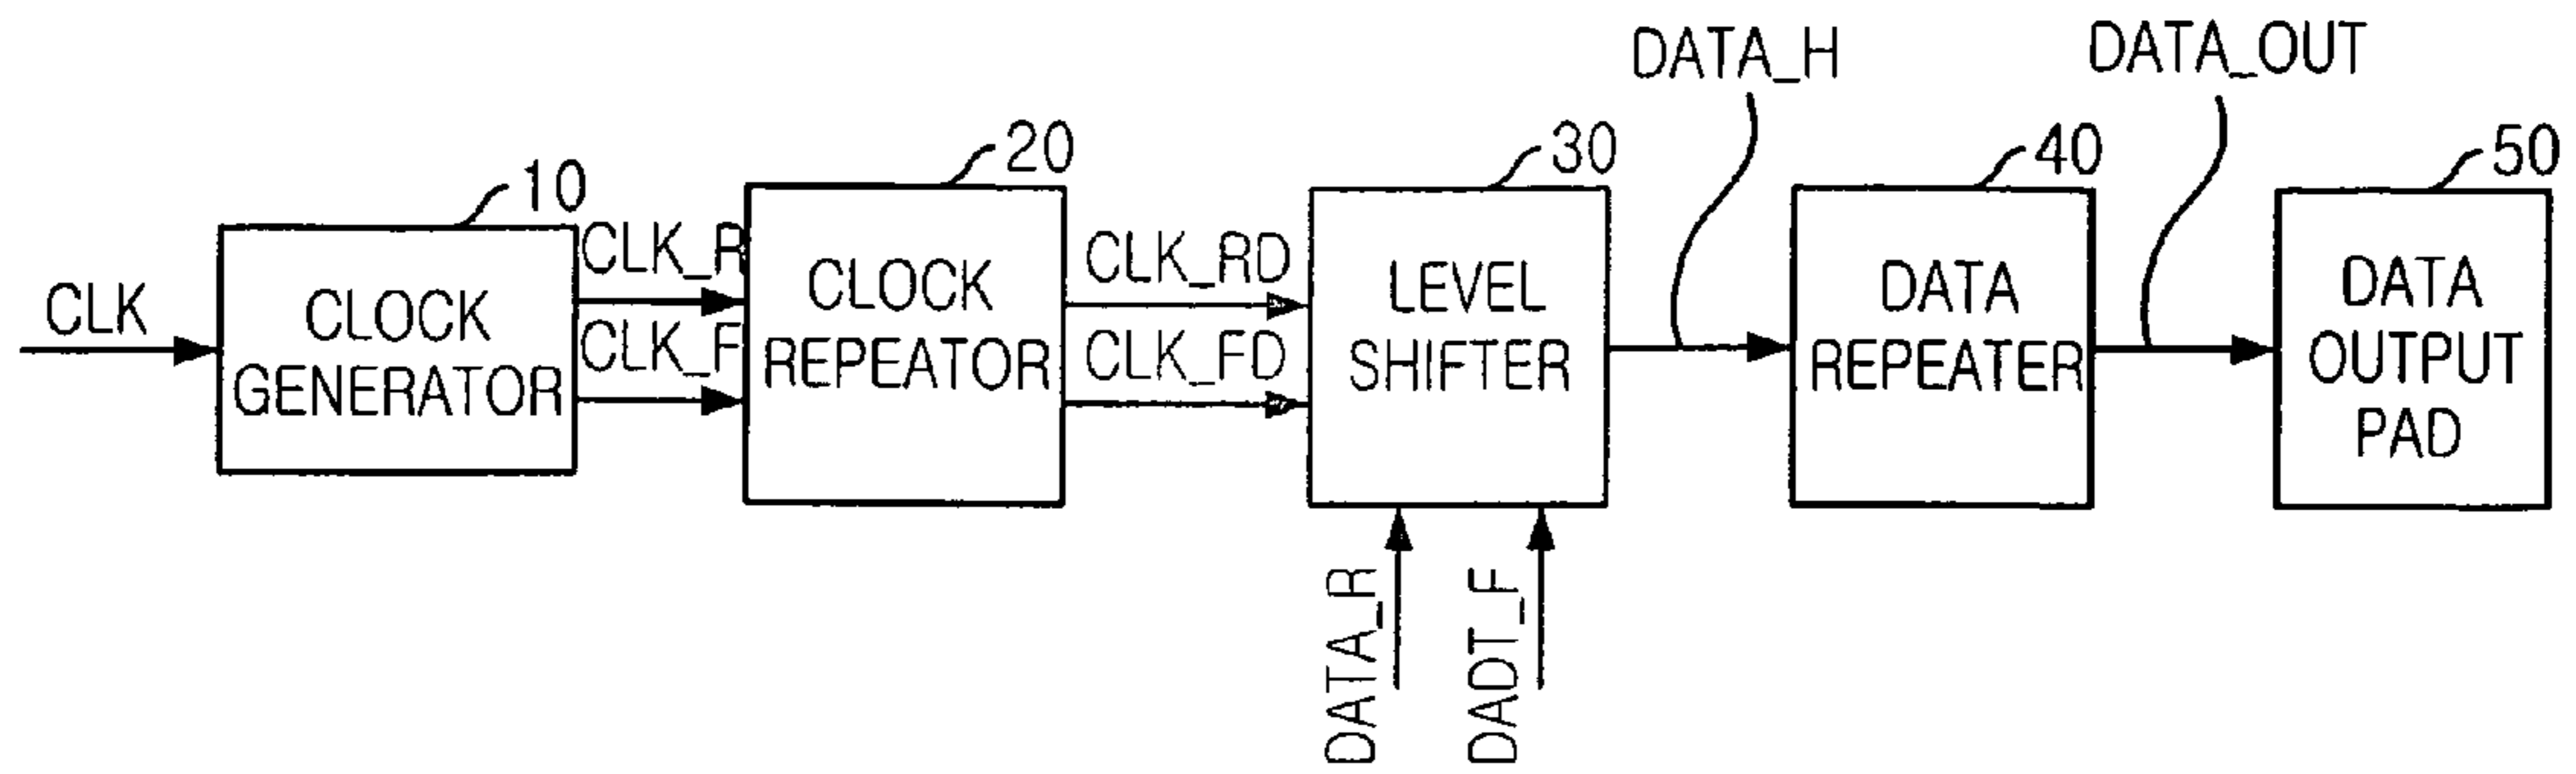 DATA_H
DATA_OUT
10
20
30
40
50
CLK
CLOCK
GENERATOR
CLK_R
CLK_F
CLOCK
REPEATOR
CLK_RD
CLK_FD
LEVEL
SHIFTER
DATA
REPEATER
DATA
OUTPUT
PAD
DATA_R
DADT_F